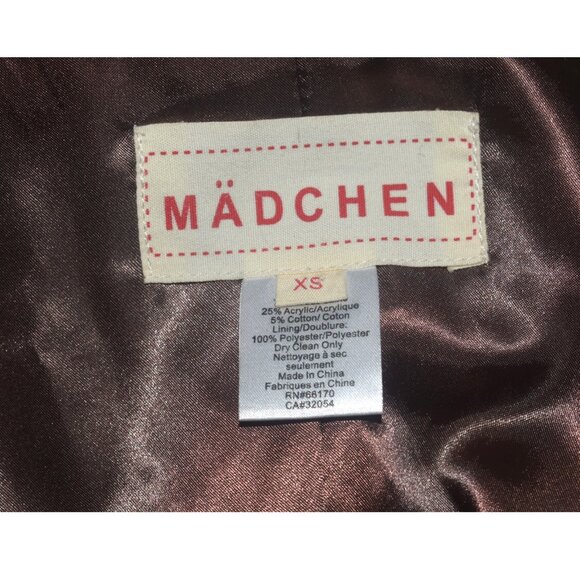 MÄDCHEN
XS
25% Acrylic/Acrylique
5% Cotton/ Coton
Lining/Doublure:
100% Polyester/Polyester
Dry Clean Only
Nettoyage à sec
seulement
Made In China
Fabriques en Chine
RN#66170
CA#32054